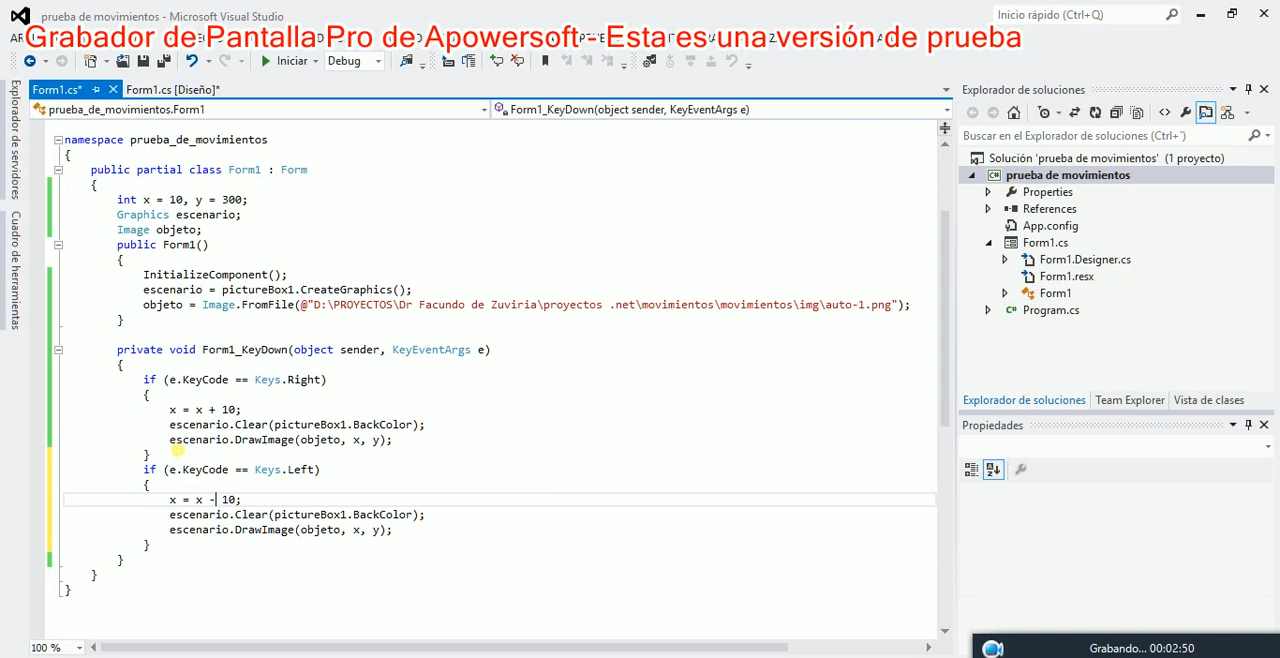 prueba de movimientos - Microsoft Visual Studio
Inicio rápido (Ctrl+Q)
Grabador de Pantalla Pro de Apowersoft - Esta es una versión de prueba
Iniciar
Debug
Form1.cs*
Form1.cs [Diseño]*
prueba_de_movimientos.Form1
Form1_KeyDown(object sender, KeyEventArgs e)
Explorador de servidores
Cuadro de herramientas
namespace prueba_de_movimientos
{
public partial class Form1 : Form
{
int x = 10, y = 300;
Graphics escenario;
Image objeto;
public Form1()
{
InitializeComponent();
escenario = pictureBox1.CreateGraphics();
objeto = Image.FromFile(@"D:\PROYECTOS\Dr Facundo de Zuviria\proyectos .net\movimientos\movimientos\img\auto-1.png");
}
private void Form1_KeyDown(object sender, KeyEventArgs e)
{
if (e.KeyCode == Keys.Right)
{
x = x + 10;
escenario.Clear(pictureBox1.BackColor);
escenario.DrawImage(objeto, x, y);
}
if (e.KeyCode == Keys.Left)
{
x = x - 10;
escenario.Clear(pictureBox1.BackColor);
escenario.DrawImage(objeto, x, y);
}
}
}
}
100 %
Explorador de soluciones
Buscar en el Explorador de soluciones (Ctrl+´)
Solución 'prueba de movimientos' (1 proyecto)
prueba de movimientos
Properties
References
App.config
Form1.cs
Form1.Designer.cs
Form1.resx
Form1
Program.cs
Explorador de soluciones
Team Explorer
Vista de clases
Propiedades
Grabando... 00:02:50